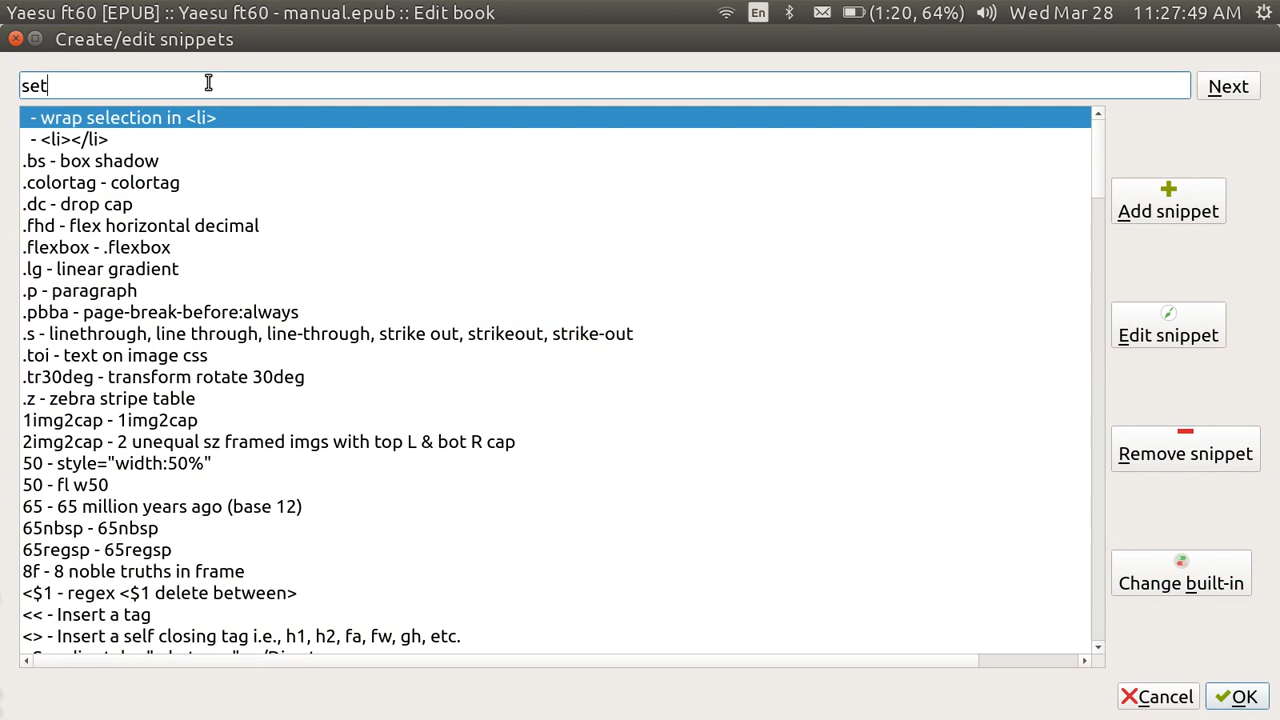 Yaesu ft60 [EPUB] :: Yaesu ft60 - manual.epub :: Edit book En (1:20, 64%) Wed Mar 28 11:27:49 AM
Create/edit snippets
set Next
- wrap selection in <li>
- <li></li>
.bs - box shadow
.colortag - colortag
.dc - drop cap
.fhd - flex horizontal decimal
.flexbox - .flexbox
.lg - linear gradient
.p - paragraph
.pbba - page-break-before:always
.s - linethrough, line through, line-through, strike out, strikeout, strike-out
.toi - text on image css
.tr30deg - transform rotate 30deg
.z - zebra stripe table
1img2cap - 1img2cap
2img2cap - 2 unequal sz framed imgs with top L & bot R cap
50 - style="width:50%"
50 - fl w50
65 - 65 million years ago (base 12)
65nbsp - 65nbsp
65regsp - 65regsp
8f - 8 noble truths in frame
<$1 - regex <$1 delete between>
<< - Insert a tag
<> - Insert a self closing tag i.e., h1, h2, fa, fw, gh, etc.
Add snippet
Edit snippet
Remove snippet
Change built-in
Cancel OK